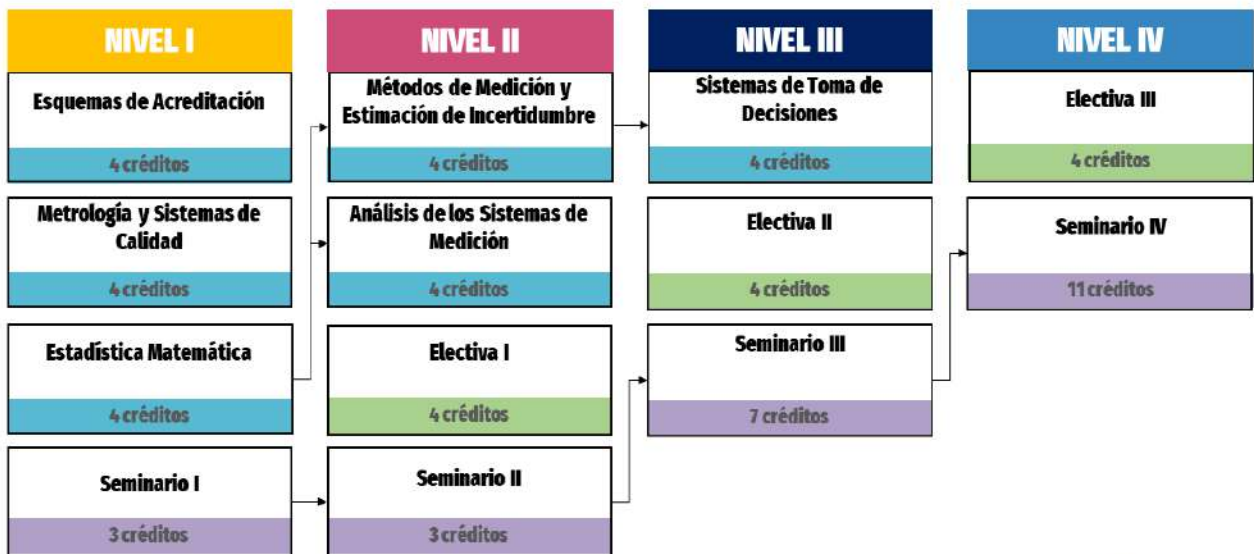 NIVEL I
Esquemas de Acreditación
4 créditos
Metrología y Sistemas de
Calidad
4 créditos
Estadística Matemática
4 créditos
Seminario I
3 créditos
NIVEL II
Métodos de Medición y
Estimación de Incertidumbre
4 créditos
Análisis de los Sistemas de
Medición
4 créditos
Electiva I
4 créditos
Seminario II
3 créditos
NIVEL III
Sistemas de Toma de
Decisiones
4 créditos
Electiva II
4 créditos
Seminario III
7 créditos
NIVEL IV
Electiva III
4 créditos
Seminario IV
11 créditos